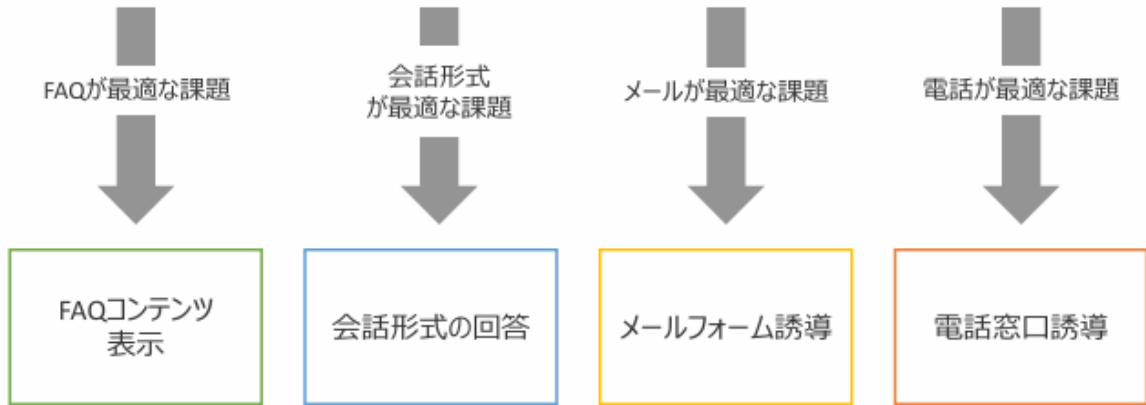 FAQが最適な課題
会話形式
が最適な課題
メールが最適な課題
電話が最適な課題
FAQコンテンツ
表示
会話形式の回答
メールフォーム誘導
電話窓口誘導